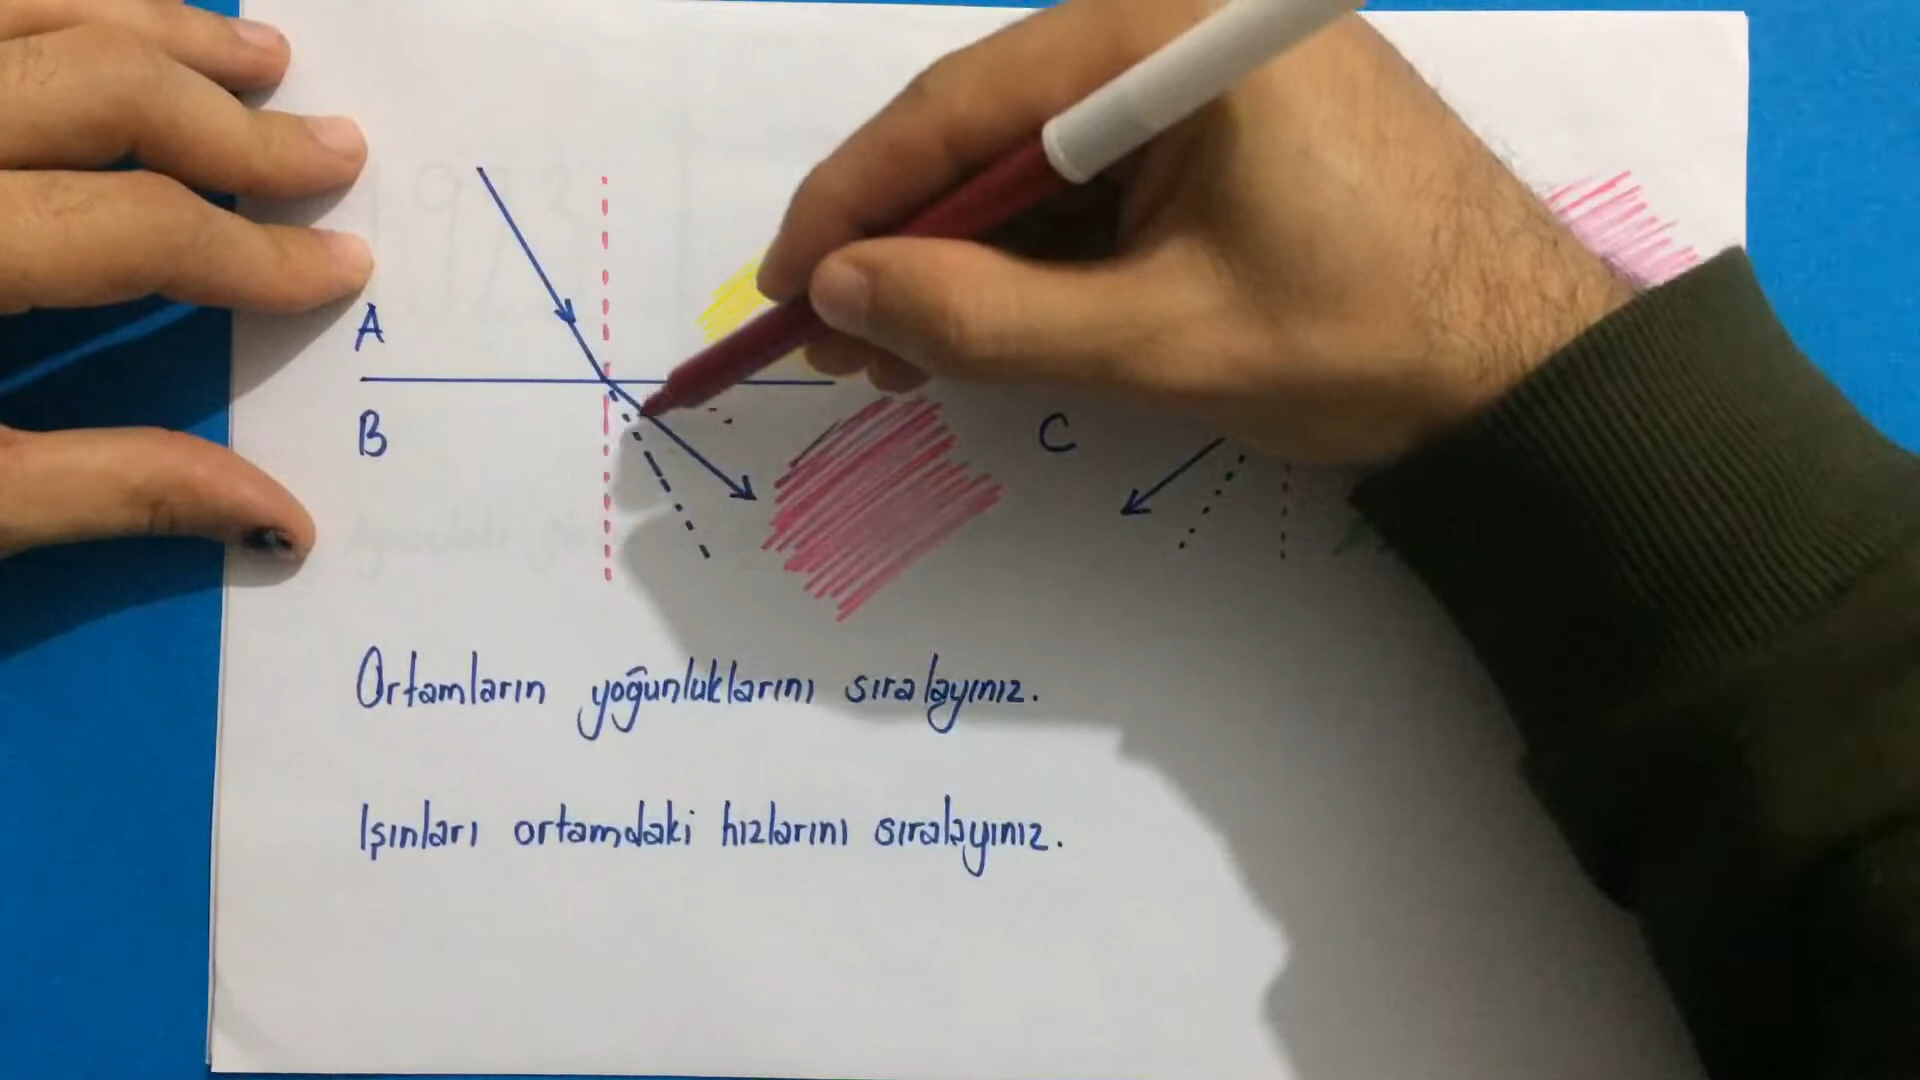 A
B
C
Ortamların yoğunluklarını sıralayınız.
Işınları ortamdaki hızlarını sıralayınız.